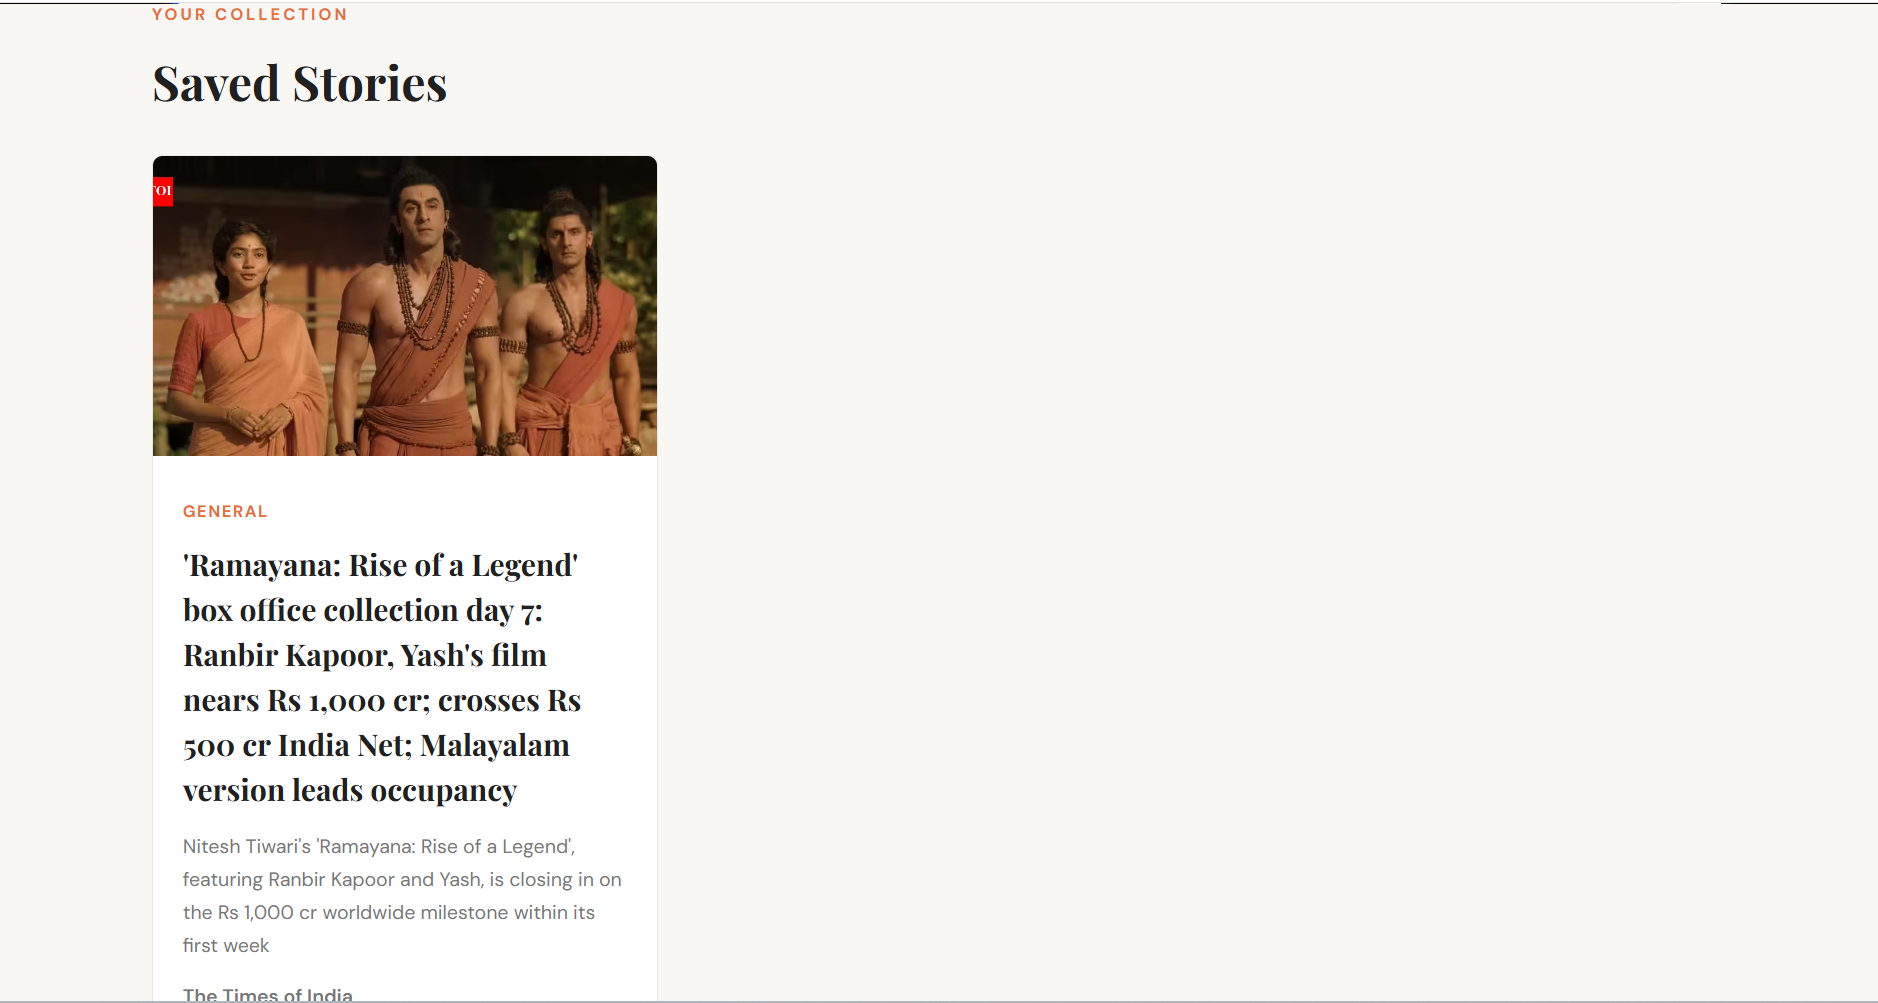 YOUR COLLECTION
Saved Stories
TOI
GENERAL
'Ramayana: Rise of a Legend'
box office collection day 7:
Ranbir Kapoor, Yash's film
nears Rs 1,000 cr; crosses Rs
500 cr India Net; Malayalam
version leads occupancy
Nitesh Tiwari's 'Ramayana: Rise of a Legend',
featuring Ranbir Kapoor and Yash, is closing in on
the Rs 1,000 cr worldwide milestone within its
first week
The Times of India